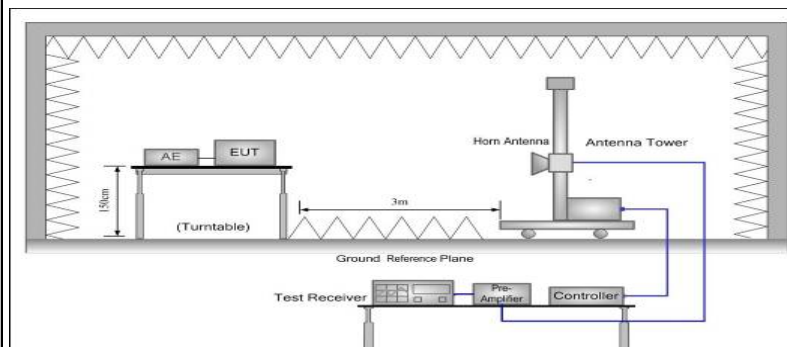 Horn Antenna
Antenna Tower
AE
EUT
150cm
3m
(Turntable)
Ground Reference Plane
Test Receiver
Pre-
Amplifier
Controller